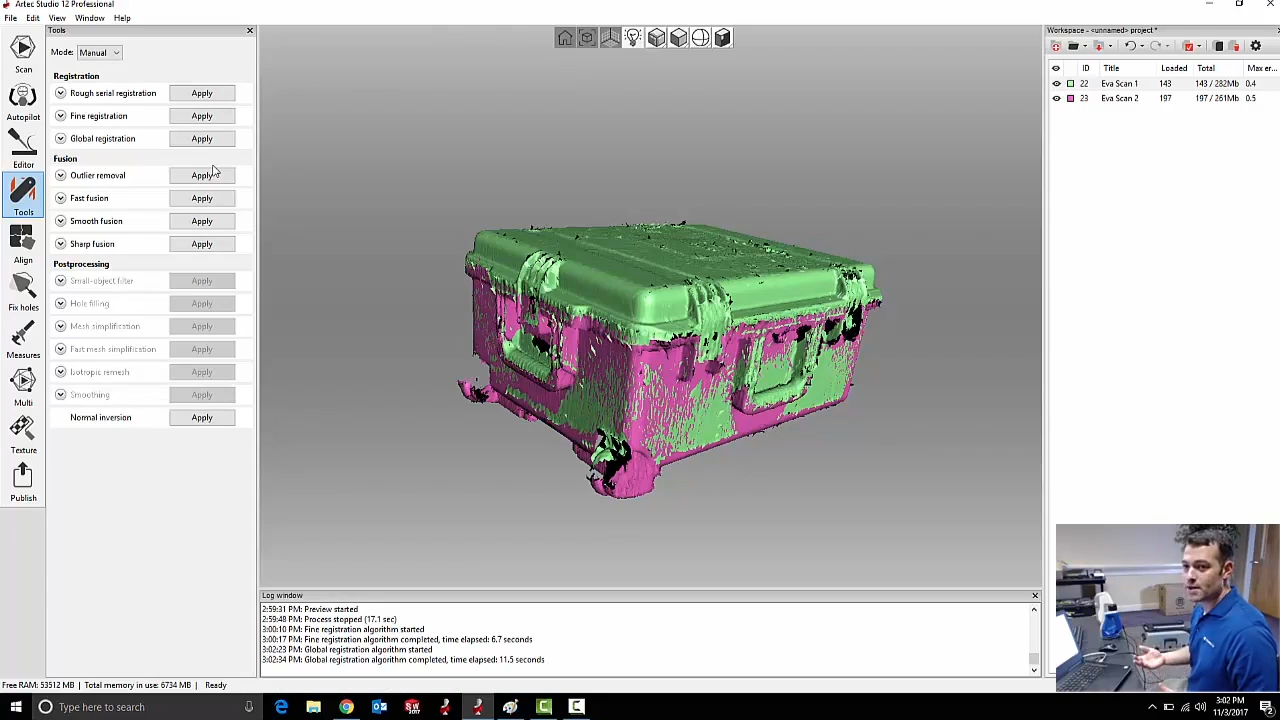 Artec Studio 12 Professional
File Edit View Window Help
Tools
Mode: Manual
Registration
Rough serial registration Apply
Fine registration Apply
Global registration Apply
Fusion
Outlier removal Apply
Fast fusion Apply
Smooth fusion Apply
Sharp fusion Apply
Postprocessing
Small-object filter Apply
Hole filling Apply
Mesh simplification Apply
Fast mesh simplification Apply
Isotropic remesh Apply
Smoothing Apply
Normal inversion Apply
Scan
Autopilot
Editor
Tools
Align
Fix holes
Measures
Multi
Texture
Publish
Workspace - <unnamed> project *
ID Title Loaded Total Max er...
22 Eva Scan 1 143 143 / 282Mb 0.4
23 Eva Scan 2 197 197 / 261Mb 0.5
Log window
2:59:31 PM: Preview started
2:59:48 PM: Process stopped (17.1 sec)
3:00:10 PM: Fine registration algorithm started
3:00:17 PM: Fine registration algorithm completed, time elapsed: 6.7 seconds
3:02:23 PM: Global registration algorithm started
3:02:34 PM: Global registration algorithm completed, time elapsed: 11.5 seconds
Free RAM: 53512 MB Total memory in use: 6734 MB Ready
Type here to search
3:02 PM
11/3/2017